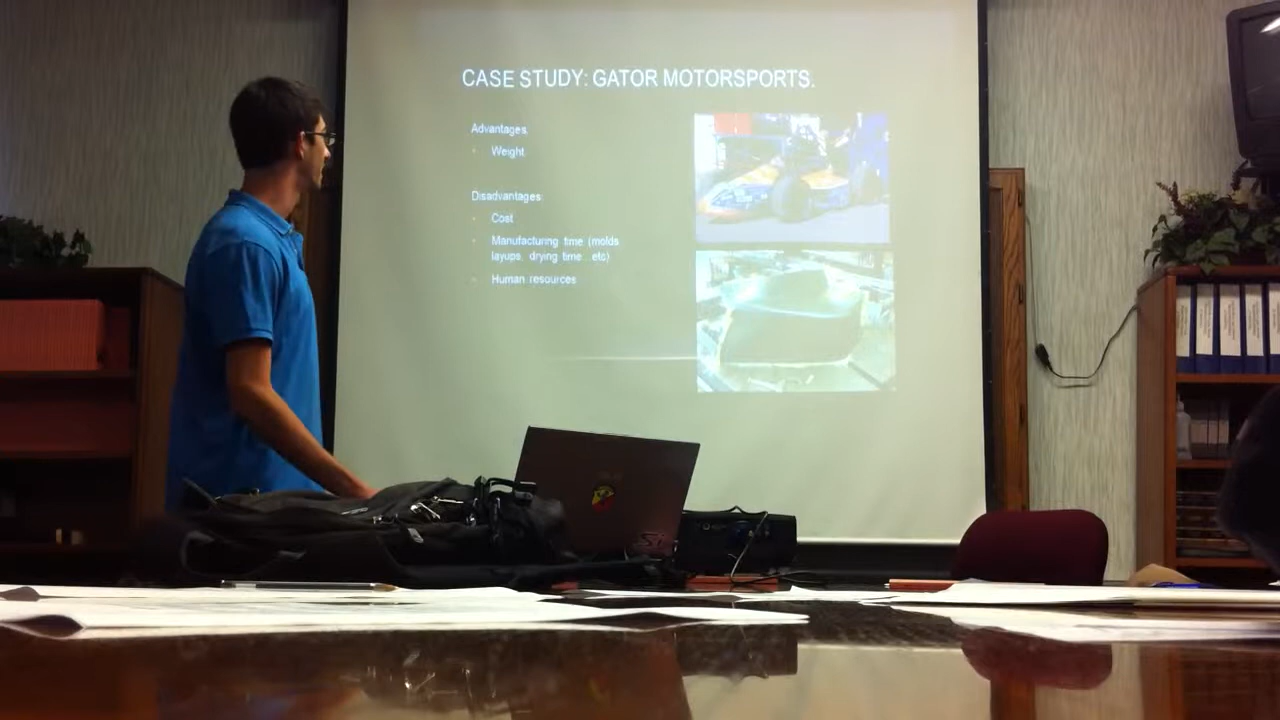 CASE STUDY: GATOR MOTORSPORTS.
Advantages
Weight
Disadvantages
Cost
Manufacturing time (molds
layups, drying time...etc)
Human resources